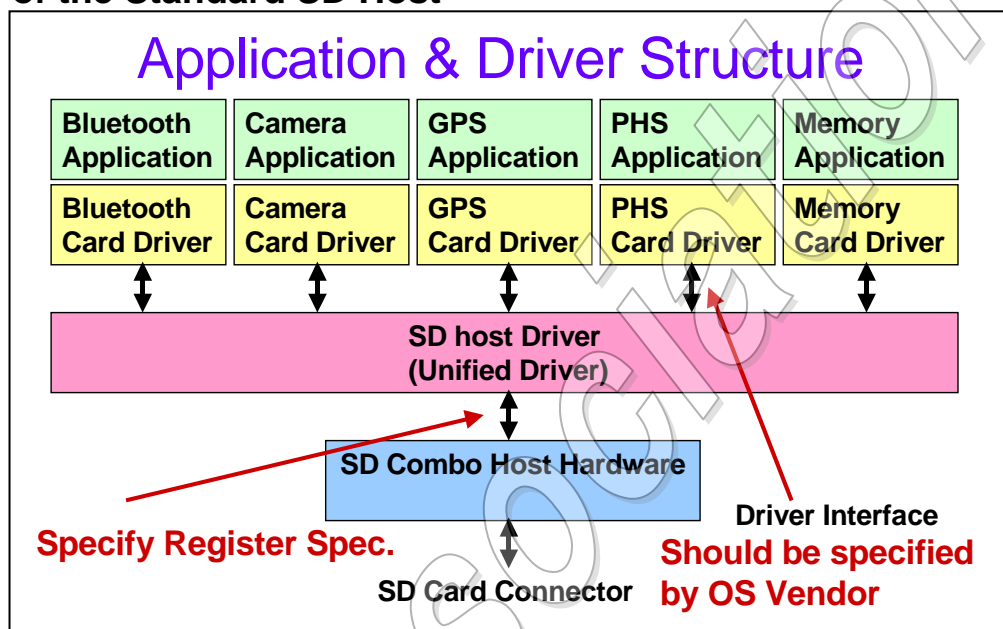 of the Standard SD Host
Application & Driver Structure
Bluetooth Application
Camera Application
GPS Application
PHS Application
Memory Application
Bluetooth Card Driver
Camera Card Driver
GPS Card Driver
PHS Card Driver
Memory Card Driver
SD host Driver
(Unified Driver)
SD Combo Host Hardware
Specify Register Spec.
Driver Interface
Should be specified
by OS Vendor
SD Card Connector
sociation